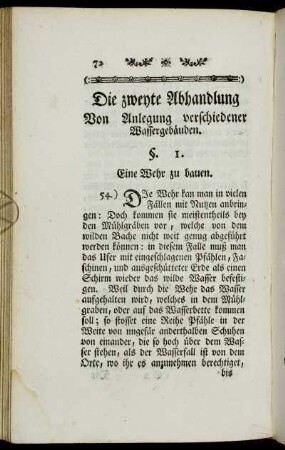 72
Die zweyte Abhandlung
Von Anlegung verschiedener
Wassergebäuden.
§. 1.
Eine Wehr zu bauen.
54.) DIe Wehr kan man in vielen
Fällen mit Nutzen anbrin-
gen: Doch kommen sie meistentheils bey
den Mühlgräben vor, welche von dem
wilden Bache nicht weit genug abgeführt
werden können: in diesem Falle muß man
das Ufer mit eingeschlagenen Pfählen, Fa-
schinen, und ausgeschütteter Erde als einen
Schirm wieder das wilde Wasser befesti-
gen. Weil durch die Wehr das Wasser
aufgehalten wird, welches in dem Mühl-
graben, oder auf das Wasserbette kommen
soll; so stosset eine Reihe Pfähle in der
Weite von ungefär anderthalben Schuhen
von einander, die so hoch über dem Was-
ser stehen, als der Wasserfall ist von dem
Orte, wo ihr es anzunehmen berechtiget,
bis